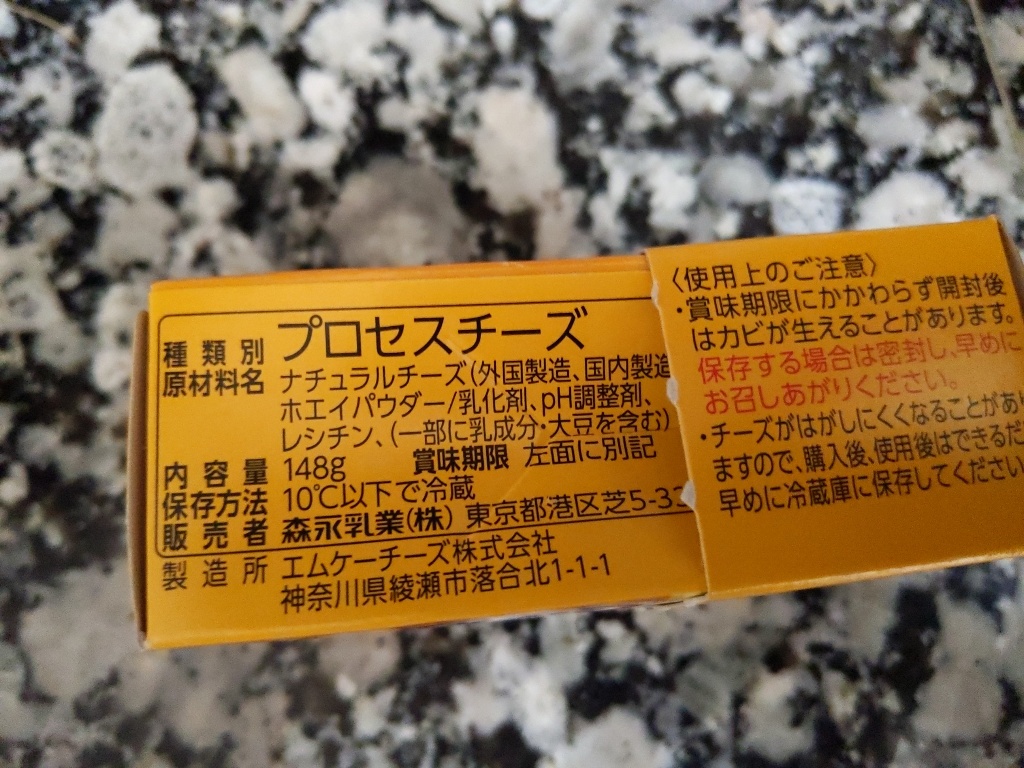 種類別 プロセスチーズ
原材料名 ナチュラルチーズ(外国製造、国内製造
ホエイパウダー/乳化剤、pH調整剤、
レシチン、(一部に乳成分・大豆を含む)
内容量 148g 賞味期限 左面に別記
保存方法 10℃以下で冷蔵
販売者 森永乳業(株) 東京都港区芝5-33
製造所 エムケーチーズ株式会社
神奈川県綾瀬市落合北1-1-1
〈使用上のご注意〉
・賞味期限にかかわらず開封後
はカビが生えることがあります。
保存する場合は密封し、早めに
お召しあがりください。
・チーズがはがしにくくなることがあり
ますので、購入後、使用後はできるだ
早めに冷蔵庫に保存してください